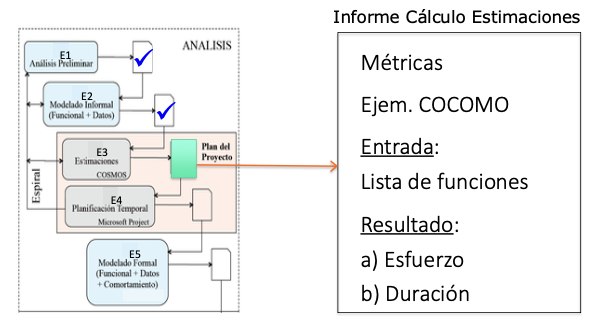 Informe Cálculo Estimaciones
ANALISIS
E1
Análisis Preliminar
E2
Modelado Informal
(Funcional + Datos)
E3
Estimaciones
COSMOS
Plan del
Proyecto
Espiral
E4
Planificación Temporal
Microsoft Project
E5
Modelado Formal
(Funcional + Datos
+ Comortamiento)
Métricas
Ejem. COCOMO
Entrada:
Lista de funciones
Resultado:
a) Esfuerzo
b) Duración